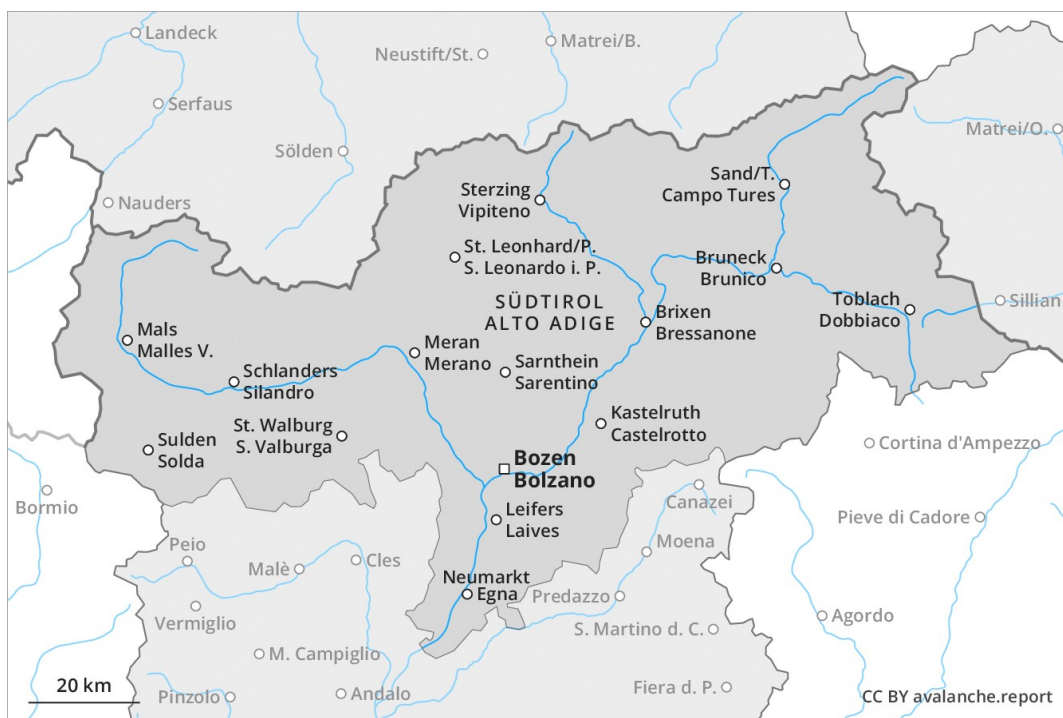 Landeck
Neustift/St.
Matrei/B.
Serfaus
Matrei/O.
Sölden
Sand/T.
Campo Tures
Sterzing
Vipiteno
Nauders
St. Leonhard/P.
S. Leonardo i. P.
Bruneck
Brunico
SÜDTIROL
ALTO ADIGE
Toblach
Dobbiaco
Sillian
Brixen
Bressanone
Mals
Malles V.
Meran
Merano
Sarnthein
Sarentino
Schlanders
Silandro
Kastelruth
Castelrotto
St. Walburg
S. Valburga
Sulden
Solda
Cortina d'Ampezzo
Bozen
Bolzano
Bormio
Canazei
Leifers
Laives
Pieve di Cadore
Peio
Moena
Cles
Malè
Neumarkt
Egna
Predazzo
Vermiglio
Agordo
S. Martino d. C.
M. Campiglio
20 km
Pinzolo
Andalo
Fiera d. P.
CC BY avalanche.report